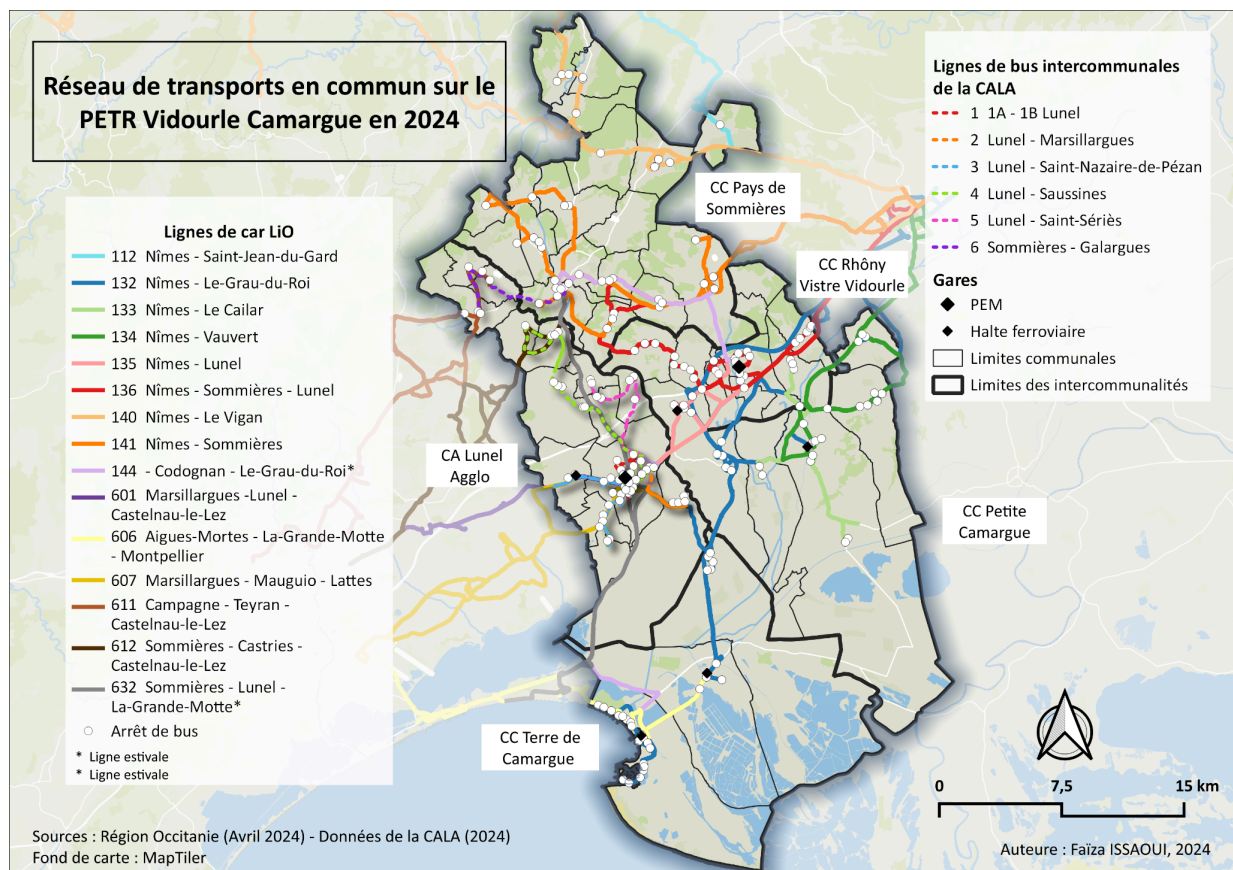 Réseau de transports en commun sur le
PETR Vidourle Camargue en 2024
Lignes de car LiO
112 Nîmes - Saint-Jean-du-Gard
132 Nîmes - Le-Grau-du-Roi
133 Nîmes - Le Cailar
134 Nîmes - Vauvert
135 Nîmes - Lunel
136 Nîmes - Sommières - Lunel
140 Nîmes - Le Vigan
141 Nîmes - Sommières
144 - Codognan - Le-Grau-du-Roi*
601 Marsillargues -Lunel -
Castelnau-le-Lez
606 Aigues-Mortes - La-Grande-Motte
- Montpellier
607 Marsillargues - Mauguio - Lattes
611 Campagne - Teyran -
Castelnau-le-Lez
612 Sommières - Castries -
Castelnau-le-Lez
632 Sommières - Lunel -
La-Grande-Motte*
Arrêt de bus
* Ligne estivale
* Ligne estivale
CC Pays de
Sommières
CC Rhôny
Vistre Vidourle
CA Lunel
Agglo
CC Petite
Camargue
CC Terre de
Camargue
Lignes de bus intercommunales
de la CALA
1 1A - 1B Lunel
2 Lunel - Marsillargues
3 Lunel - Saint-Nazaire-de-Pézan
4 Lunel - Saussines
5 Lunel - Saint-Sériès
6 Sommières - Galargues
Gares
PEM
Halte ferroviaire
Limites communales
Limites des intercommunalités
0 7,5 15 km
Sources : Région Occitanie (Avril 2024) - Données de la CALA (2024)
Fond de carte : MapTiler
Auteure : Faïza ISSAOUI, 2024